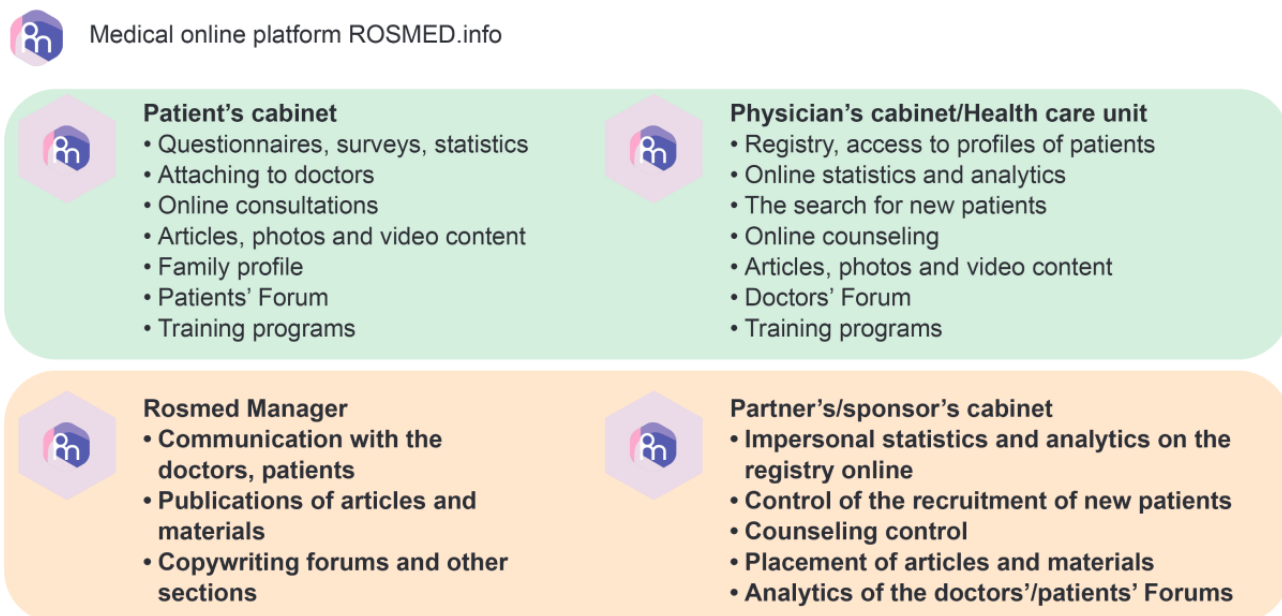 Medical online platform ROSMED.info
Patient's cabinet
• Questionnaires, surveys, statistics
• Attaching to doctors
• Online consultations
• Articles, photos and video content
• Family profile
• Patients' Forum
• Training programs
Physician's cabinet/Health care unit
• Registry, access to profiles of patients
• Online statistics and analytics
• The search for new patients
• Online counseling
• Articles, photos and video content
• Doctors' Forum
• Training programs
Rosmed Manager
• Communication with the
doctors, patients
• Publications of articles and
materials
• Copywriting forums and other
sections
Partner's/sponsor's cabinet
• Impersonal statistics and analytics on the
registry online
• Control of the recruitment of new patients
• Counseling control
• Placement of articles and materials
• Analytics of the doctors'/patients' Forums